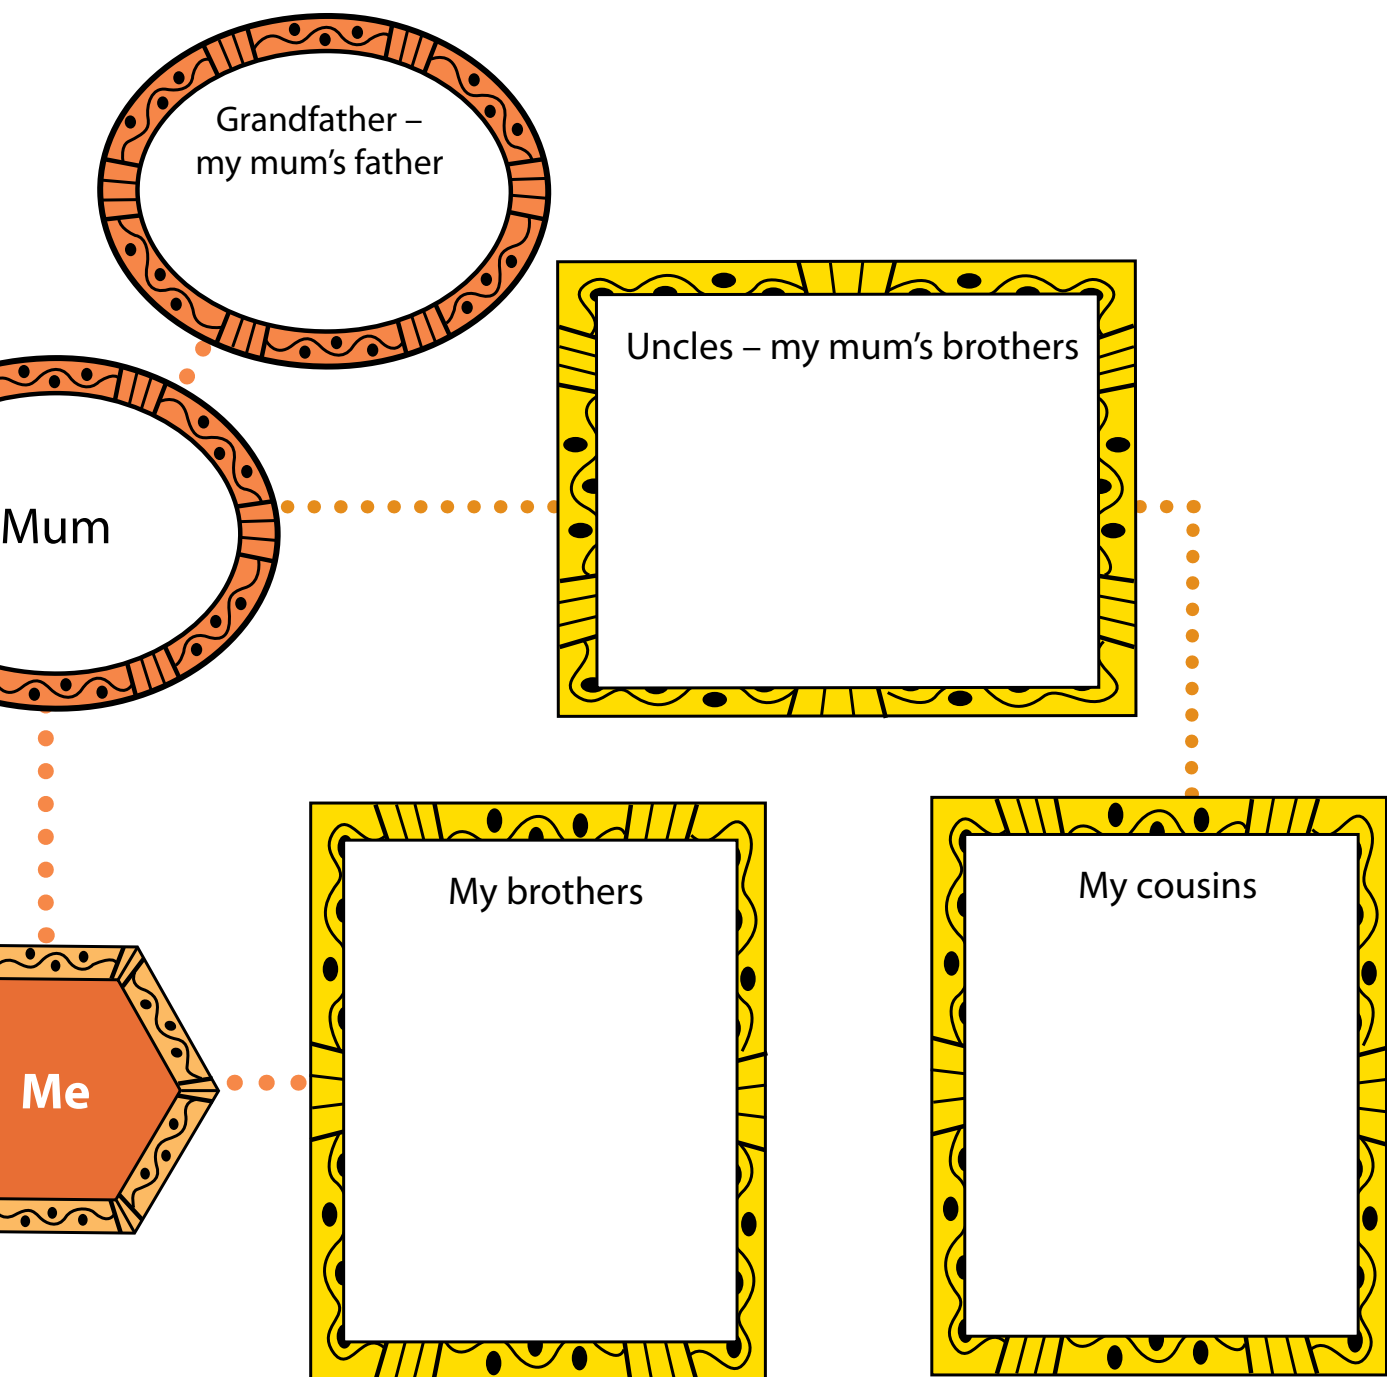 Grandfather –
my mum's father
Uncles – my mum's brothers
Mum
My brothers
My cousins
Me